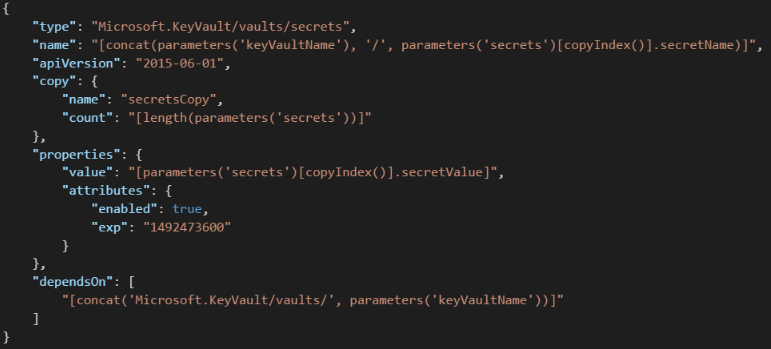 {
    "type": "Microsoft.KeyVault/vaults/secrets",
    "name": "[concat(parameters('keyVaultName'), '/', parameters('secrets')[copyIndex()].secretName)]",
    "apiVersion": "2015-06-01",
    "copy": {
        "name": "secretsCopy",
        "count": "[length(parameters('secrets'))]"
    },
    "properties": {
        "value": "[parameters('secrets')[copyIndex()].secretValue]",
        "attributes": {
            "enabled": true,
            "exp": "1492473600"
        }
    },
    "dependsOn": [
        "[concat('Microsoft.KeyVault/vaults/', parameters('keyVaultName'))]"
    ]
}